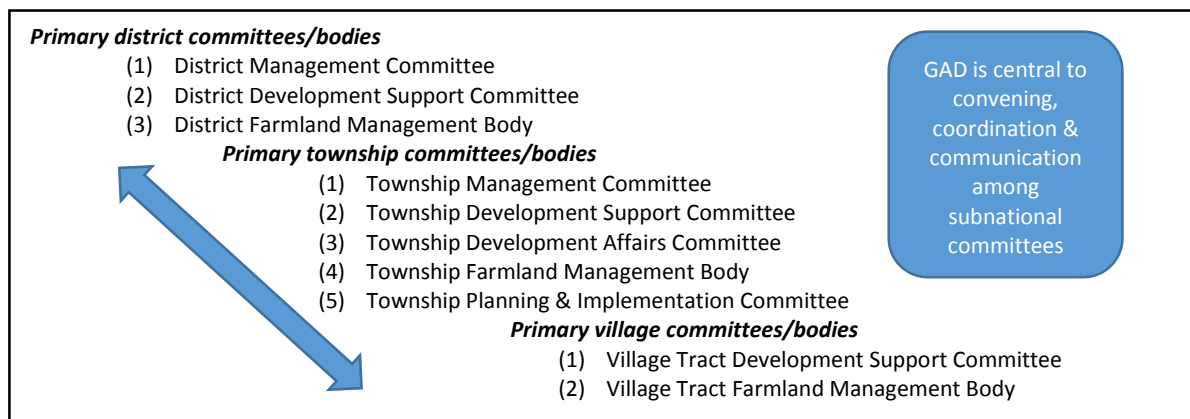 Primary district committees/bodies
(1) District Management Committee
(2) District Development Support Committee
(3) District Farmland Management Body
Primary township committees/bodies
(1) Township Management Committee
(2) Township Development Support Committee
(3) Township Development Affairs Committee
(4) Township Farmland Management Body
(5) Township Planning & Implementation Committee
Primary village committees/bodies
(1) Village Tract Development Support Committee
(2) Village Tract Farmland Management Body
GAD is central to
convening,
coordination &
communication
among
subnational
committees